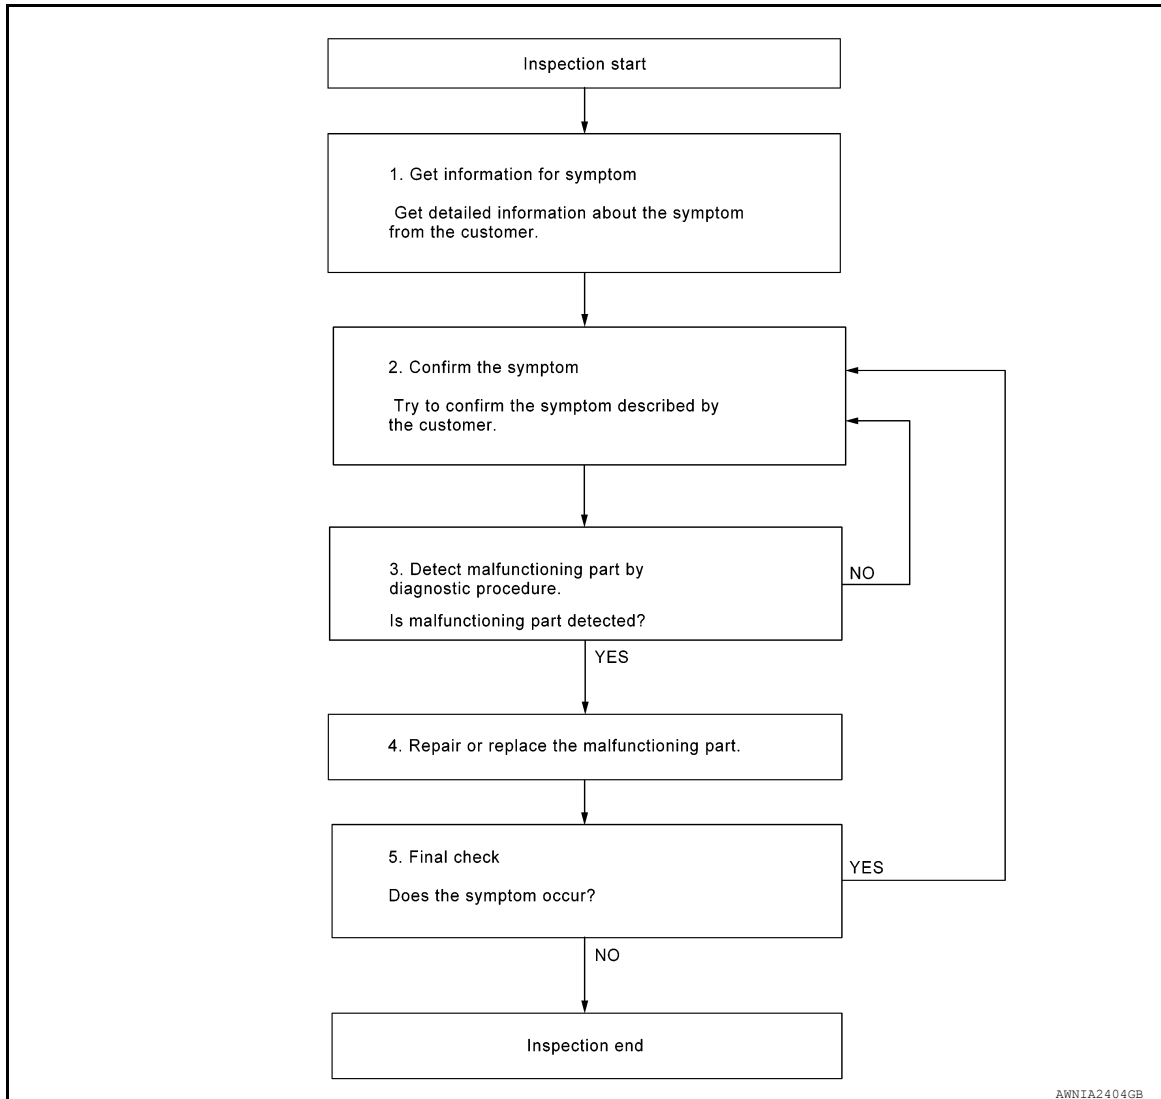 Inspection start
1. Get information for symptom
Get detailed information about the symptom
from the customer.
2. Confirm the symptom
Try to confirm the symptom described by
the customer.
3. Detect malfunctioning part by
diagnostic procedure.
Is malfunctioning part detected?
NO
YES
4. Repair or replace the malfunctioning part.
5. Final check
Does the symptom occur?
YES
NO
Inspection end
AWNIA2404GB